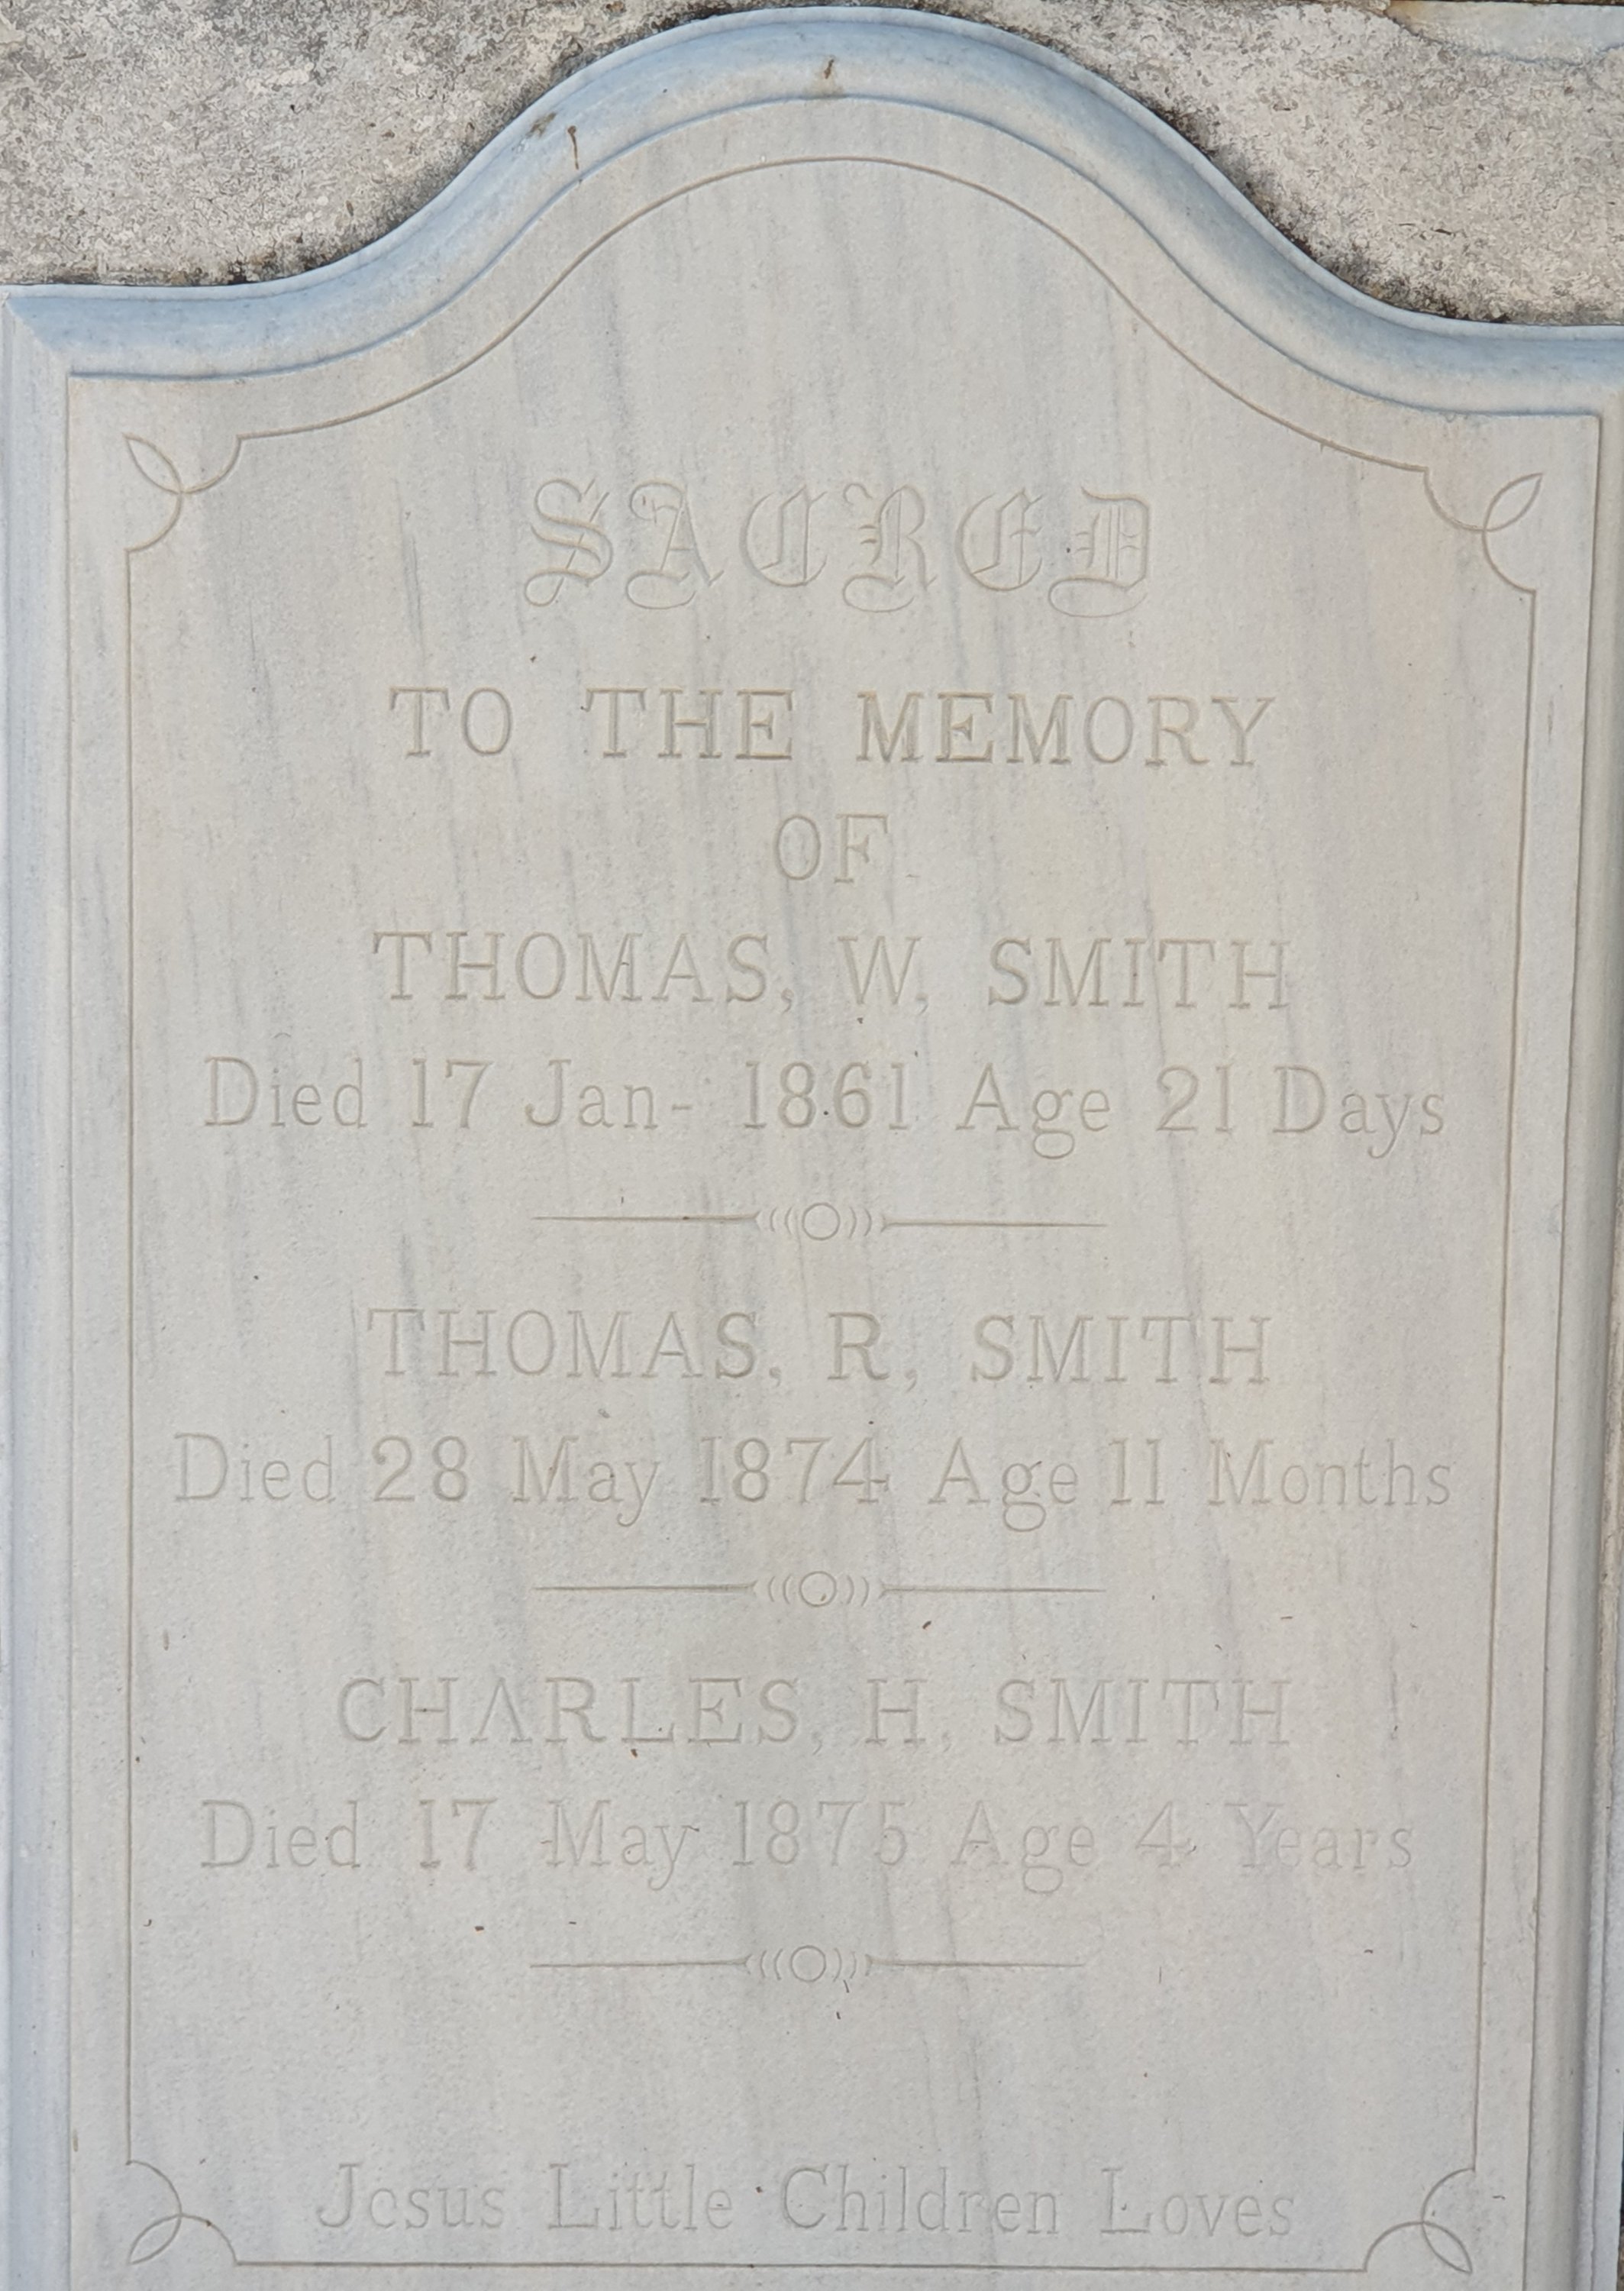 SACRED
TO THE MEMORY
OF
THOMAS, W, SMITH
Died 17 Jan- 1861 Age 21 Days
THOMAS, R, SMITH
Died 28 May 1874 Age 11 Months
CHARLES, H, SMITH
Died 17 May 1875 Age 4 Years
Jesus Little Children Loves